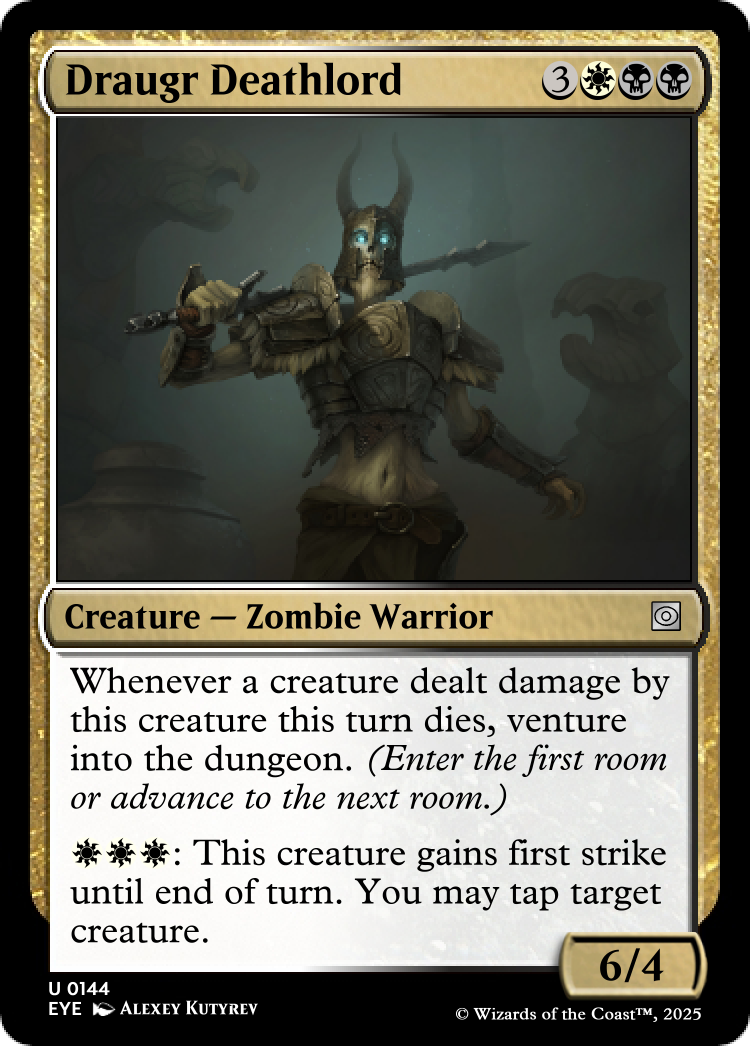 Draugr Deathlord
3
Creature — Zombie Warrior
Whenever a creature dealt damage by
this creature this turn dies, venture
into the dungeon. (Enter the first room
or advance to the next room.)
: This creature gains first strike
until end of turn. You may tap target
creature.
6/4
U 0144
EYE Alexey Kutyrev
© Wizards of the Coast™, 2025